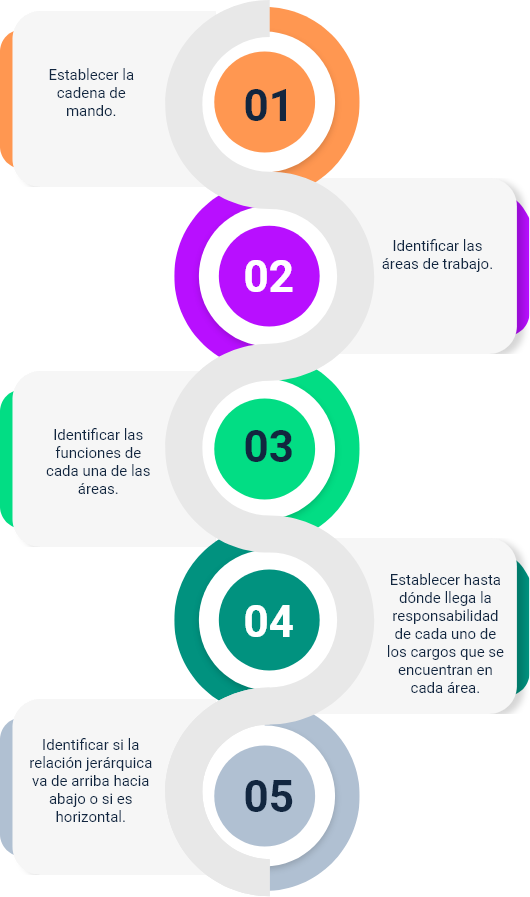 Establecer la
cadena de
mando.
01
Identificar las
áreas de trabajo.
02
Identificar las
funciones de
cada una de las
áreas.
03
Establecer hasta
dónde llega la
responsabilidad
de cada uno de
los cargos que se
encuentran en
cada área.
04
Identificar si la
relación jerárquica
va de arriba hacia
abajo o si es
horizontal.
05